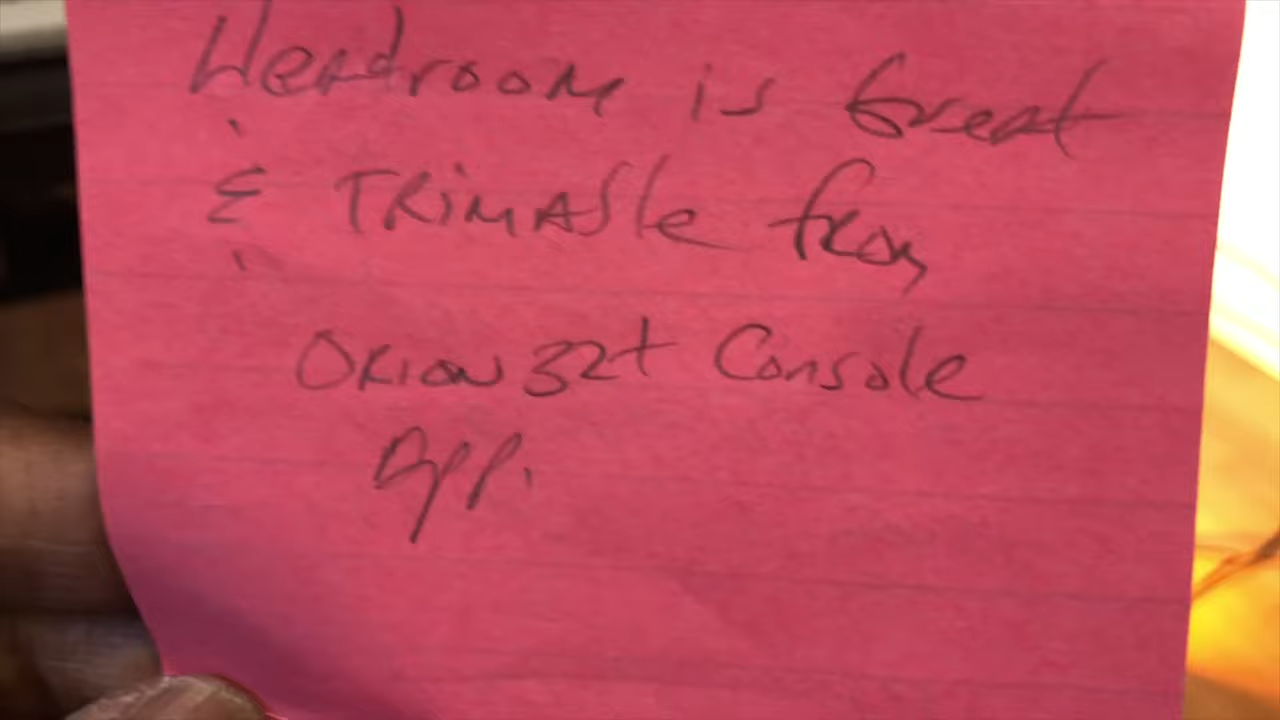 Headroom is Great
& TRiMABle from
ORION 32+ Console
App.